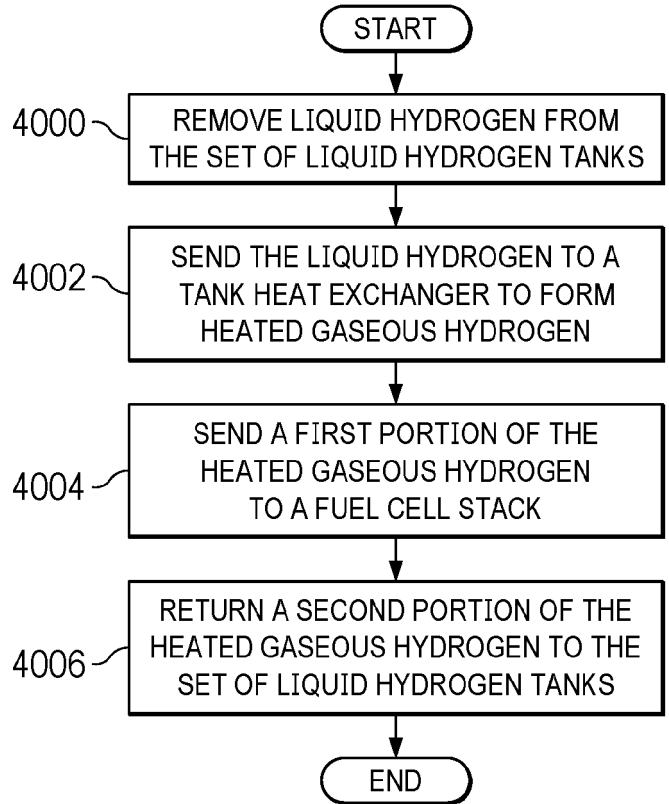 START
4000
REMOVE LIQUID HYDROGEN FROM
THE SET OF LIQUID HYDROGEN TANKS
4002
SEND THE LIQUID HYDROGEN TO A
TANK HEAT EXCHANGER TO FORM
HEATED GASEOUS HYDROGEN
4004
SEND A FIRST PORTION OF THE
HEATED GASEOUS HYDROGEN
TO A FUEL CELL STACK
4006
RETURN A SECOND PORTION OF THE
HEATED GASEOUS HYDROGEN TO THE
SET OF LIQUID HYDROGEN TANKS
END